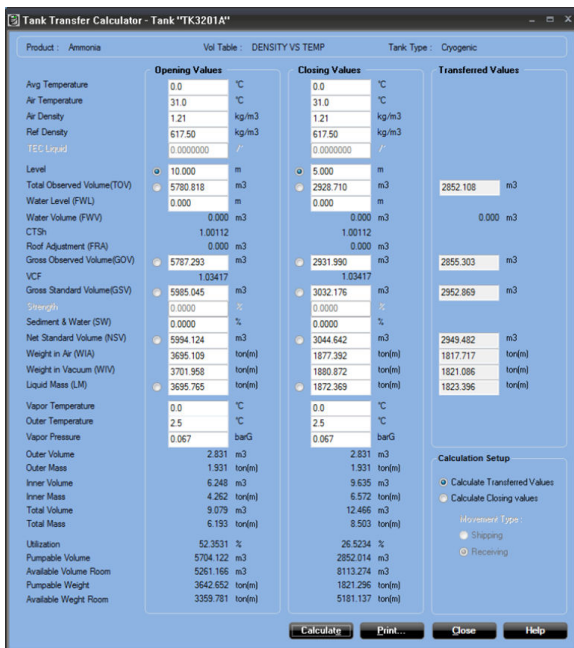 Tank Transfer Calculator - Tank "TK3201A"
Product : Ammonia Vol Table : DENSITY VS TEMP Tank Type : Cryogenic
Opening Values Closing Values Transferred Values
Avg Temperature 0.0 °C 0.0 °C
Air Temperature 31.0 °C 31.0 °C
Air Density 1.21 kg/m3 1.21 kg/m3
Ref Density 617.50 kg/m3 617.50 kg/m3
TEC Liquid 0.0000000 /° 0.0000000 /°
Level 10.000 m 5.000 m
Total Observed Volume(TOV) 5780.818 m3 2928.710 m3 2852.108 m3
Water Level (FWL) 0.000 m 0.000 m
Water Volume (FWV) 0.000 m3 0.000 m3 0.000 m3
CTSh 1.00112 1.00112
Roof Adjustment (FRA) 0.000 m3 0.000 m3
Gross Observed Volume(GOV) 5787.293 m3 2931.990 m3 2855.303 m3
VCF 1.03417 1.03417
Gross Standard Volume(GSV) 5985.045 m3 3032.176 m3 2952.869 m3
Strength 0.0000 % 0.0000 %
Sediment & Water (SW) 0.0000 % 0.0000 %
Net Standard Volume (NSV) 5994.124 m3 3044.642 m3 2949.482 m3
Weight in Air (WIA) 3695.109 ton(m) 1877.392 ton(m) 1817.717 ton(m)
Weight in Vacuum (WIV) 3701.958 ton(m) 1880.872 ton(m) 1821.086 ton(m)
Liquid Mass (LM) 3695.765 ton(m) 1872.369 ton(m) 1823.396 ton(m)
Vapor Temperature 0.0 °C 0.0 °C
Outer Temperature 2.5 °C 2.5 °C
Vapor Pressure 0.067 barG 0.067 barG
Outer Volume 2.831 m3 2.831 m3
Outer Mass 1.931 ton(m) 1.931 ton(m)
Inner Volume 6.248 m3 9.635 m3
Inner Mass 4.262 ton(m) 6.572 ton(m)
Total Volume 9.079 m3 12.466 m3
Total Mass 6.193 ton(m) 8.503 ton(m)
Utilization 52.3531 % 26.5234 %
Pumpable Volume 5704.122 m3 2852.014 m3
Available Volume Room 5261.166 m3 8113.274 m3
Pumpable Weight 3642.652 ton(m) 1821.296 ton(m)
Available Weght Room 3359.781 ton(m) 5181.137 ton(m)
Calculation Setup
Calculate Transferred Values
Calculate Closing values
Movement Type :
Shipping
Receiving
Calculate Print... Close Help